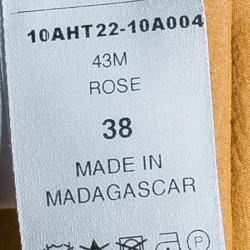 10AHT22-10A004
43M
ROSE
38
MADE IN
MADAGASCAR
P